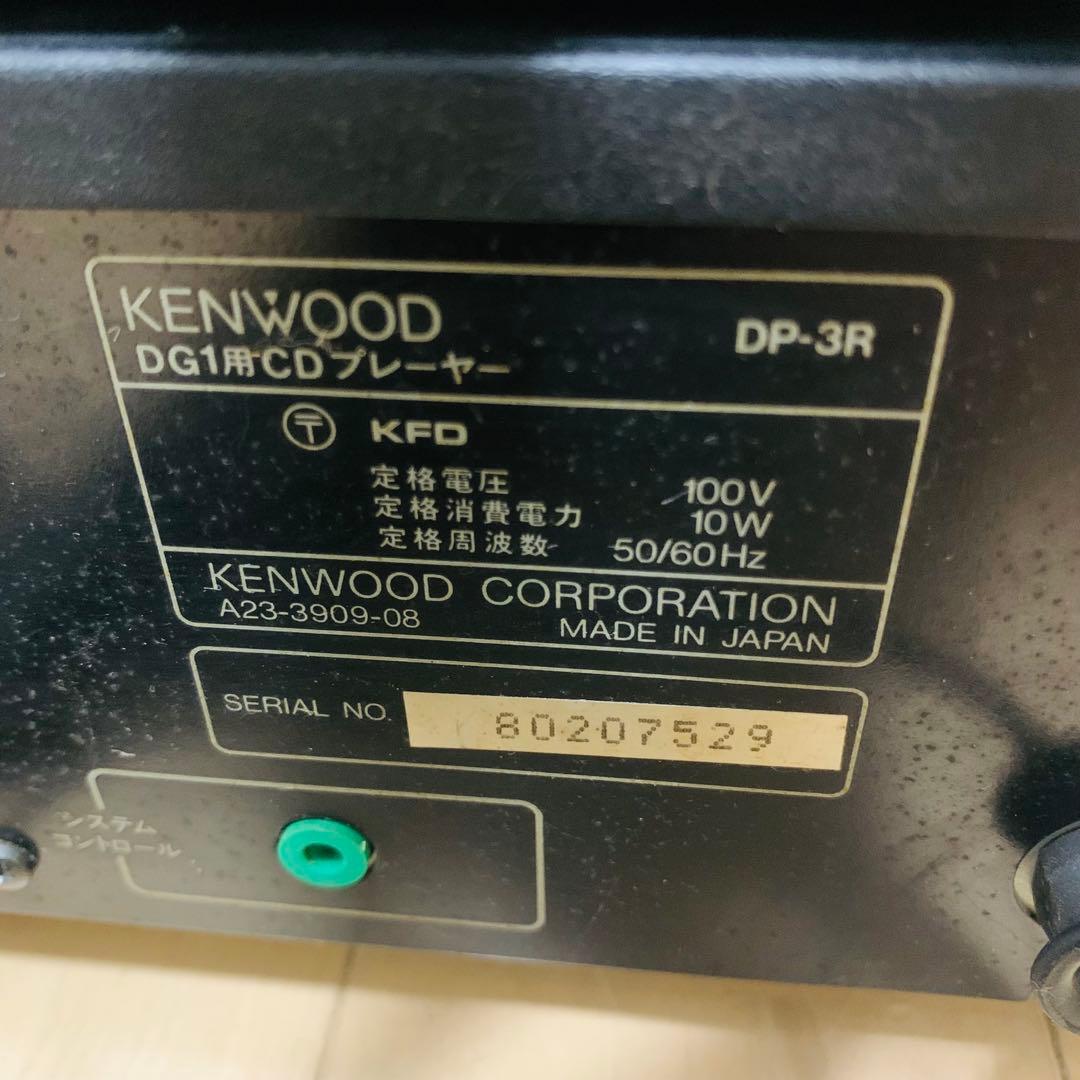 KENWOOD
DG1用CDプレーヤー
DP-3R
〒 KFD
定格電圧 100V
定格消費電力 10W
定格周波数 50/60Hz
KENWOOD CORPORATION
A23-3909-08
MADE IN JAPAN
SERIAL NO. 80207529
システム
コントロール